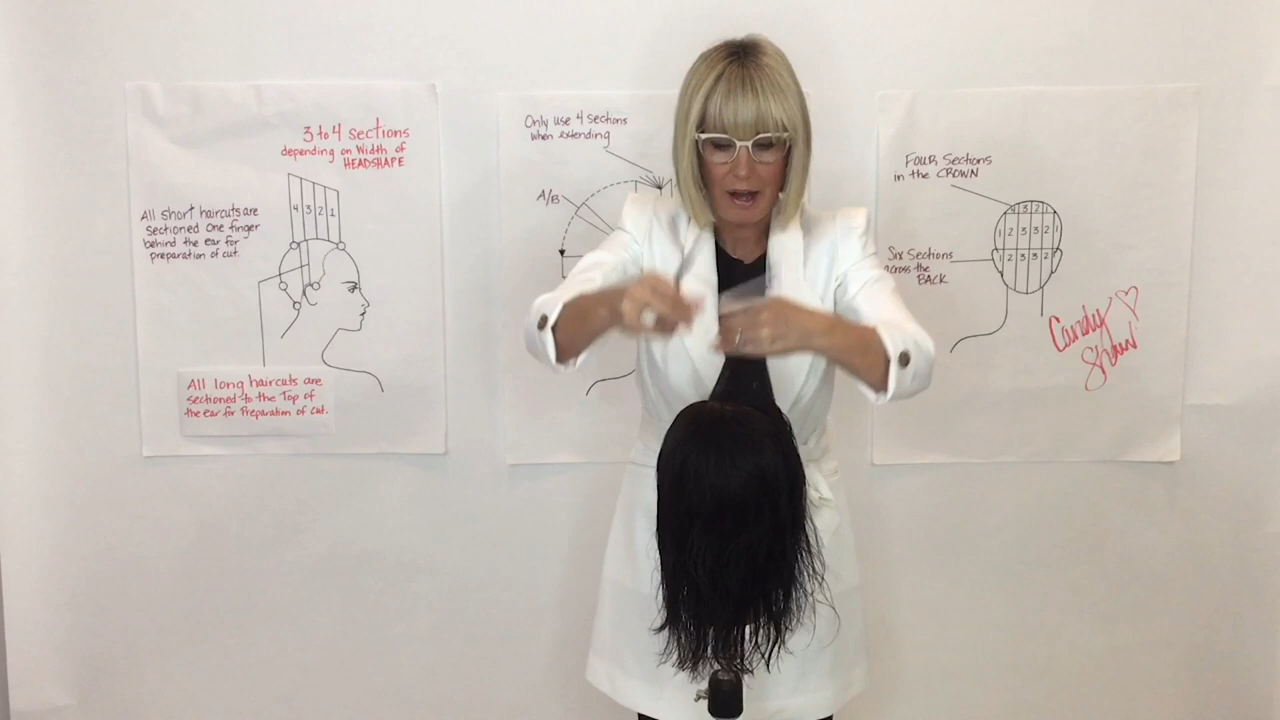 3 to 4 sections
depending on Width of
HEADSHAPE
4 3 2 1
All short haircuts are
sectioned one finger
behind the ear for
preparation of cut.
All long haircuts are
sectioned to the Top of
the ear for Preparation of cut.
Only use 4 sections
when extending
A/B
FOUR Sections
in the CROWN
4 3 2 1
1 2 3 3 2 1
Six Sections
across the
BACK
1 2 3 3 2
Candy
Shaw